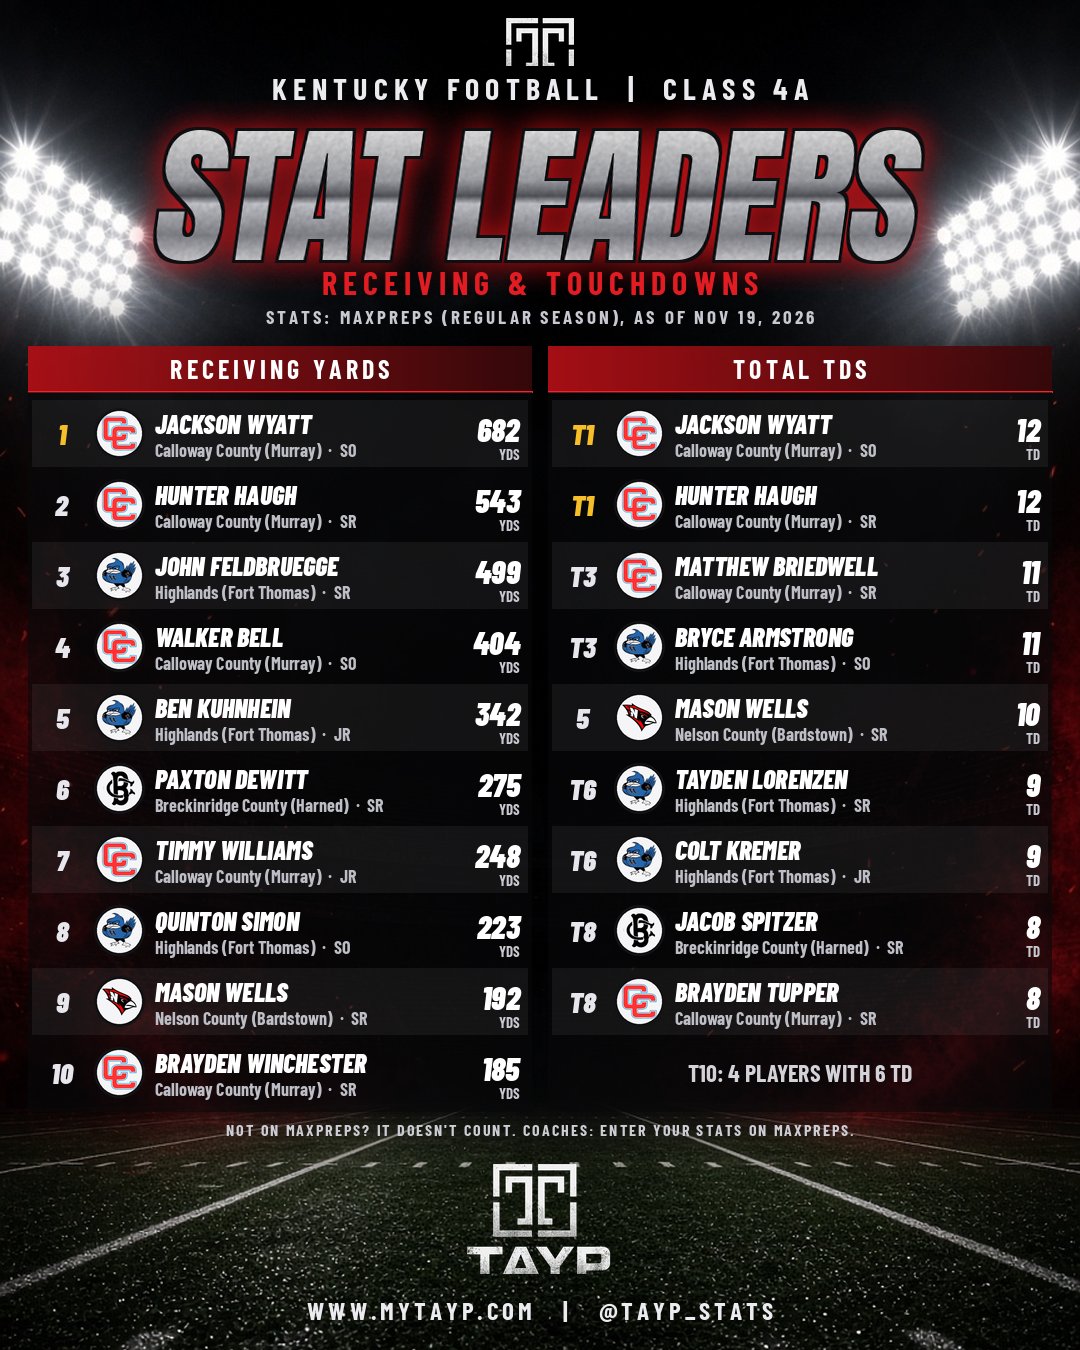 KENTUCKY FOOTBALL | CLASS 4A
STAT LEADERS
RECEIVING & TOUCHDOWNS
STATS: MAXPREPS (REGULAR SEASON), AS OF NOV 19, 2026
RECEIVING YARDS
1 JACKSON WYATT 682
Calloway County (Murray) · SO YDS
2 HUNTER HAUGH 543
Calloway County (Murray) · SR YDS
3 JOHN FELDBRUEGGE 499
Highlands (Fort Thomas) · SR YDS
4 WALKER BELL 404
Calloway County (Murray) · SO YDS
5 BEN KUHNHEIN 342
Highlands (Fort Thomas) · JR YDS
6 PAXTON DEWITT 275
Breckinridge County (Harned) · SR YDS
7 TIMMY WILLIAMS 248
Calloway County (Murray) · JR YDS
8 QUINTON SIMON 223
Highlands (Fort Thomas) · SO YDS
9 MASON WELLS 192
Nelson County (Bardstown) · SR YDS
10 BRAYDEN WINCHESTER 185
Calloway County (Murray) · SR YDS
TOTAL TDS
T1 JACKSON WYATT 12
Calloway County (Murray) · SO TD
T1 HUNTER HAUGH 12
Calloway County (Murray) · SR TD
T3 MATTHEW BRIEDWELL 11
Calloway County (Murray) · SR TD
T3 BRYCE ARMSTRONG 11
Highlands (Fort Thomas) · SO TD
5 MASON WELLS 10
Nelson County (Bardstown) · SR TD
T6 TAYDEN LORENZEN 9
Highlands (Fort Thomas) · SR TD
T6 COLT KREMER 9
Highlands (Fort Thomas) · JR TD
T8 JACOB SPITZER 8
Breckinridge County (Harned) · SR TD
T8 BRAYDEN TUPPER 8
Calloway County (Murray) · SR TD
T10: 4 PLAYERS WITH 6 TD
NOT ON MAXPREPS? IT DOESN'T COUNT. COACHES: ENTER YOUR STATS ON MAXPREPS.
TAYP
WWW.MYTAYP.COM | @TAYP_STATS